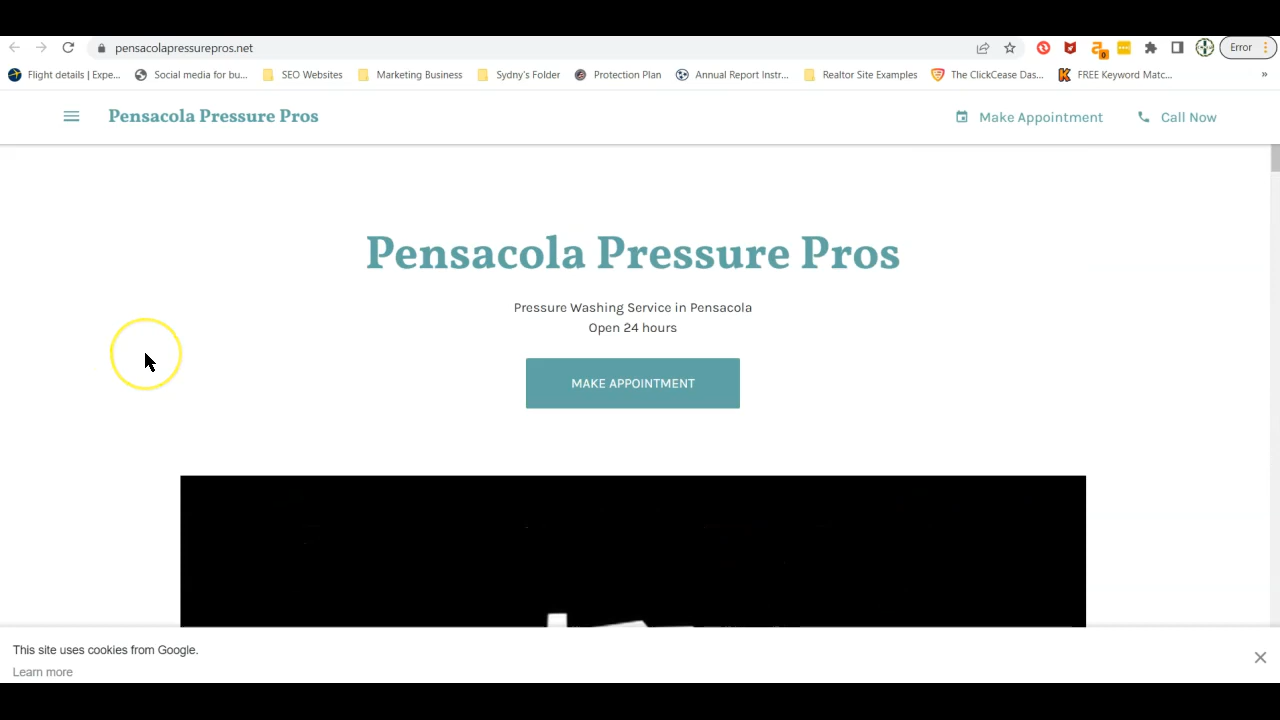 pensacolapressurepros.net
Error
Flight details | Expe...
Social media for bu...
SEO Websites
Marketing Business
Sydny's Folder
Protection Plan
Annual Report Instr...
Realtor Site Examples
The ClickCease Das...
FREE Keyword Matc...
»
Pensacola Pressure Pros
Make Appointment
Call Now
Pensacola Pressure Pros
Pressure Washing Service in Pensacola
Open 24 hours
MAKE APPOINTMENT
This site uses cookies from Google.
Learn more